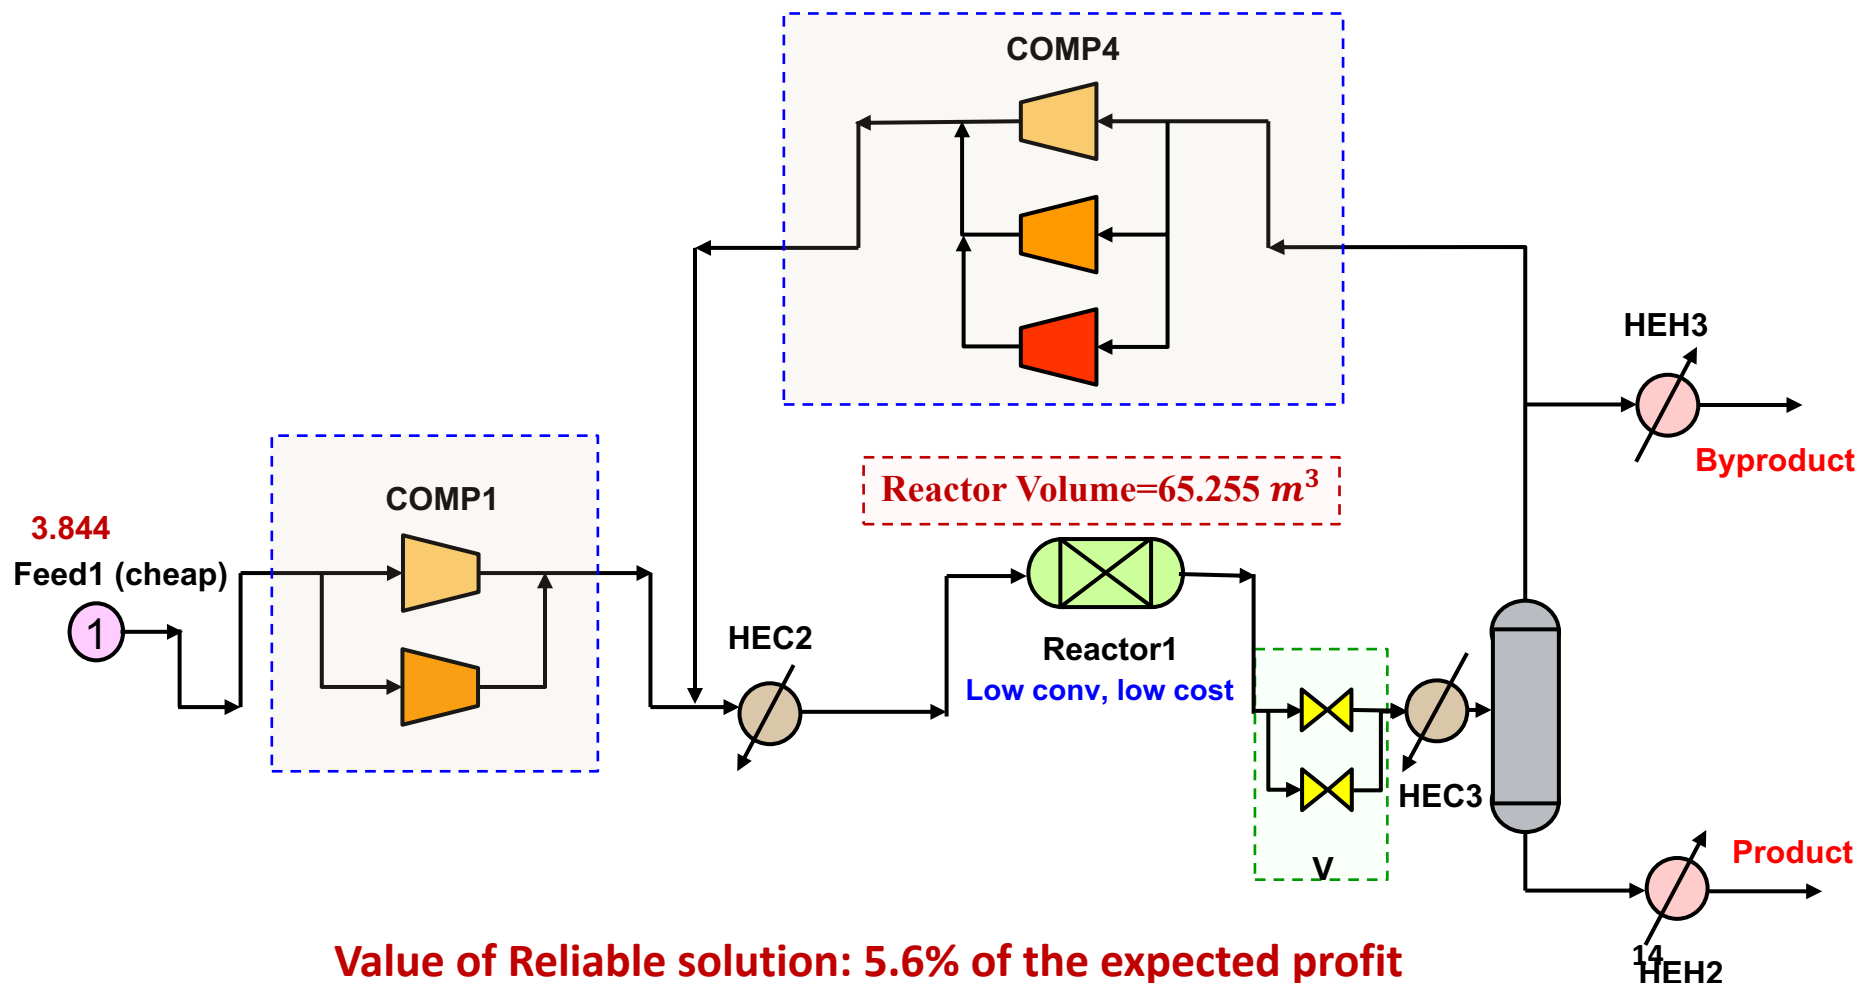 COMP4
HEH3
Byproduct
COMP1
Reactor Volume=65.255 m³
3.844
Feed1 (cheap)
1
HEC2
Reactor1
Low conv, low cost
HEC3
V
Product
Value of Reliable solution: 5.6% of the expected profit
14
HEH2